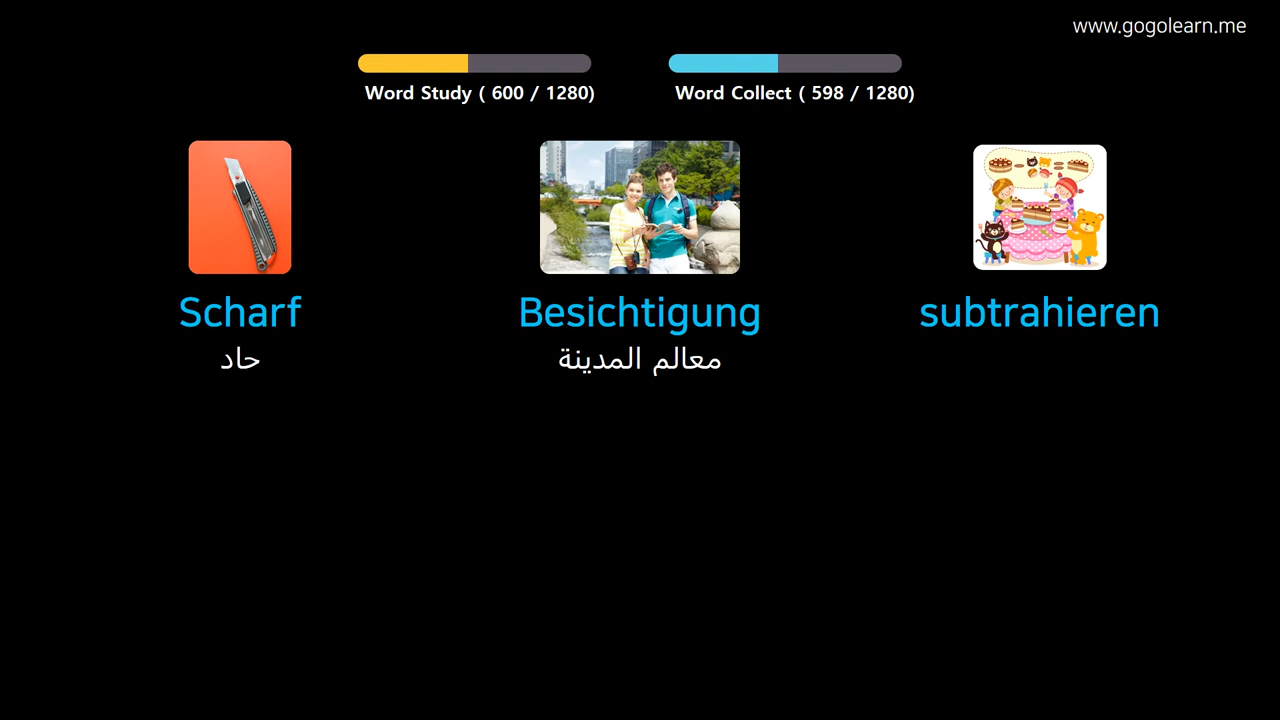 www.gogolearn.me
Word Study ( 600 / 1280)
Word Collect ( 598 / 1280)
Scharf
حاد
Besichtigung
معالم المدينة
subtrahieren